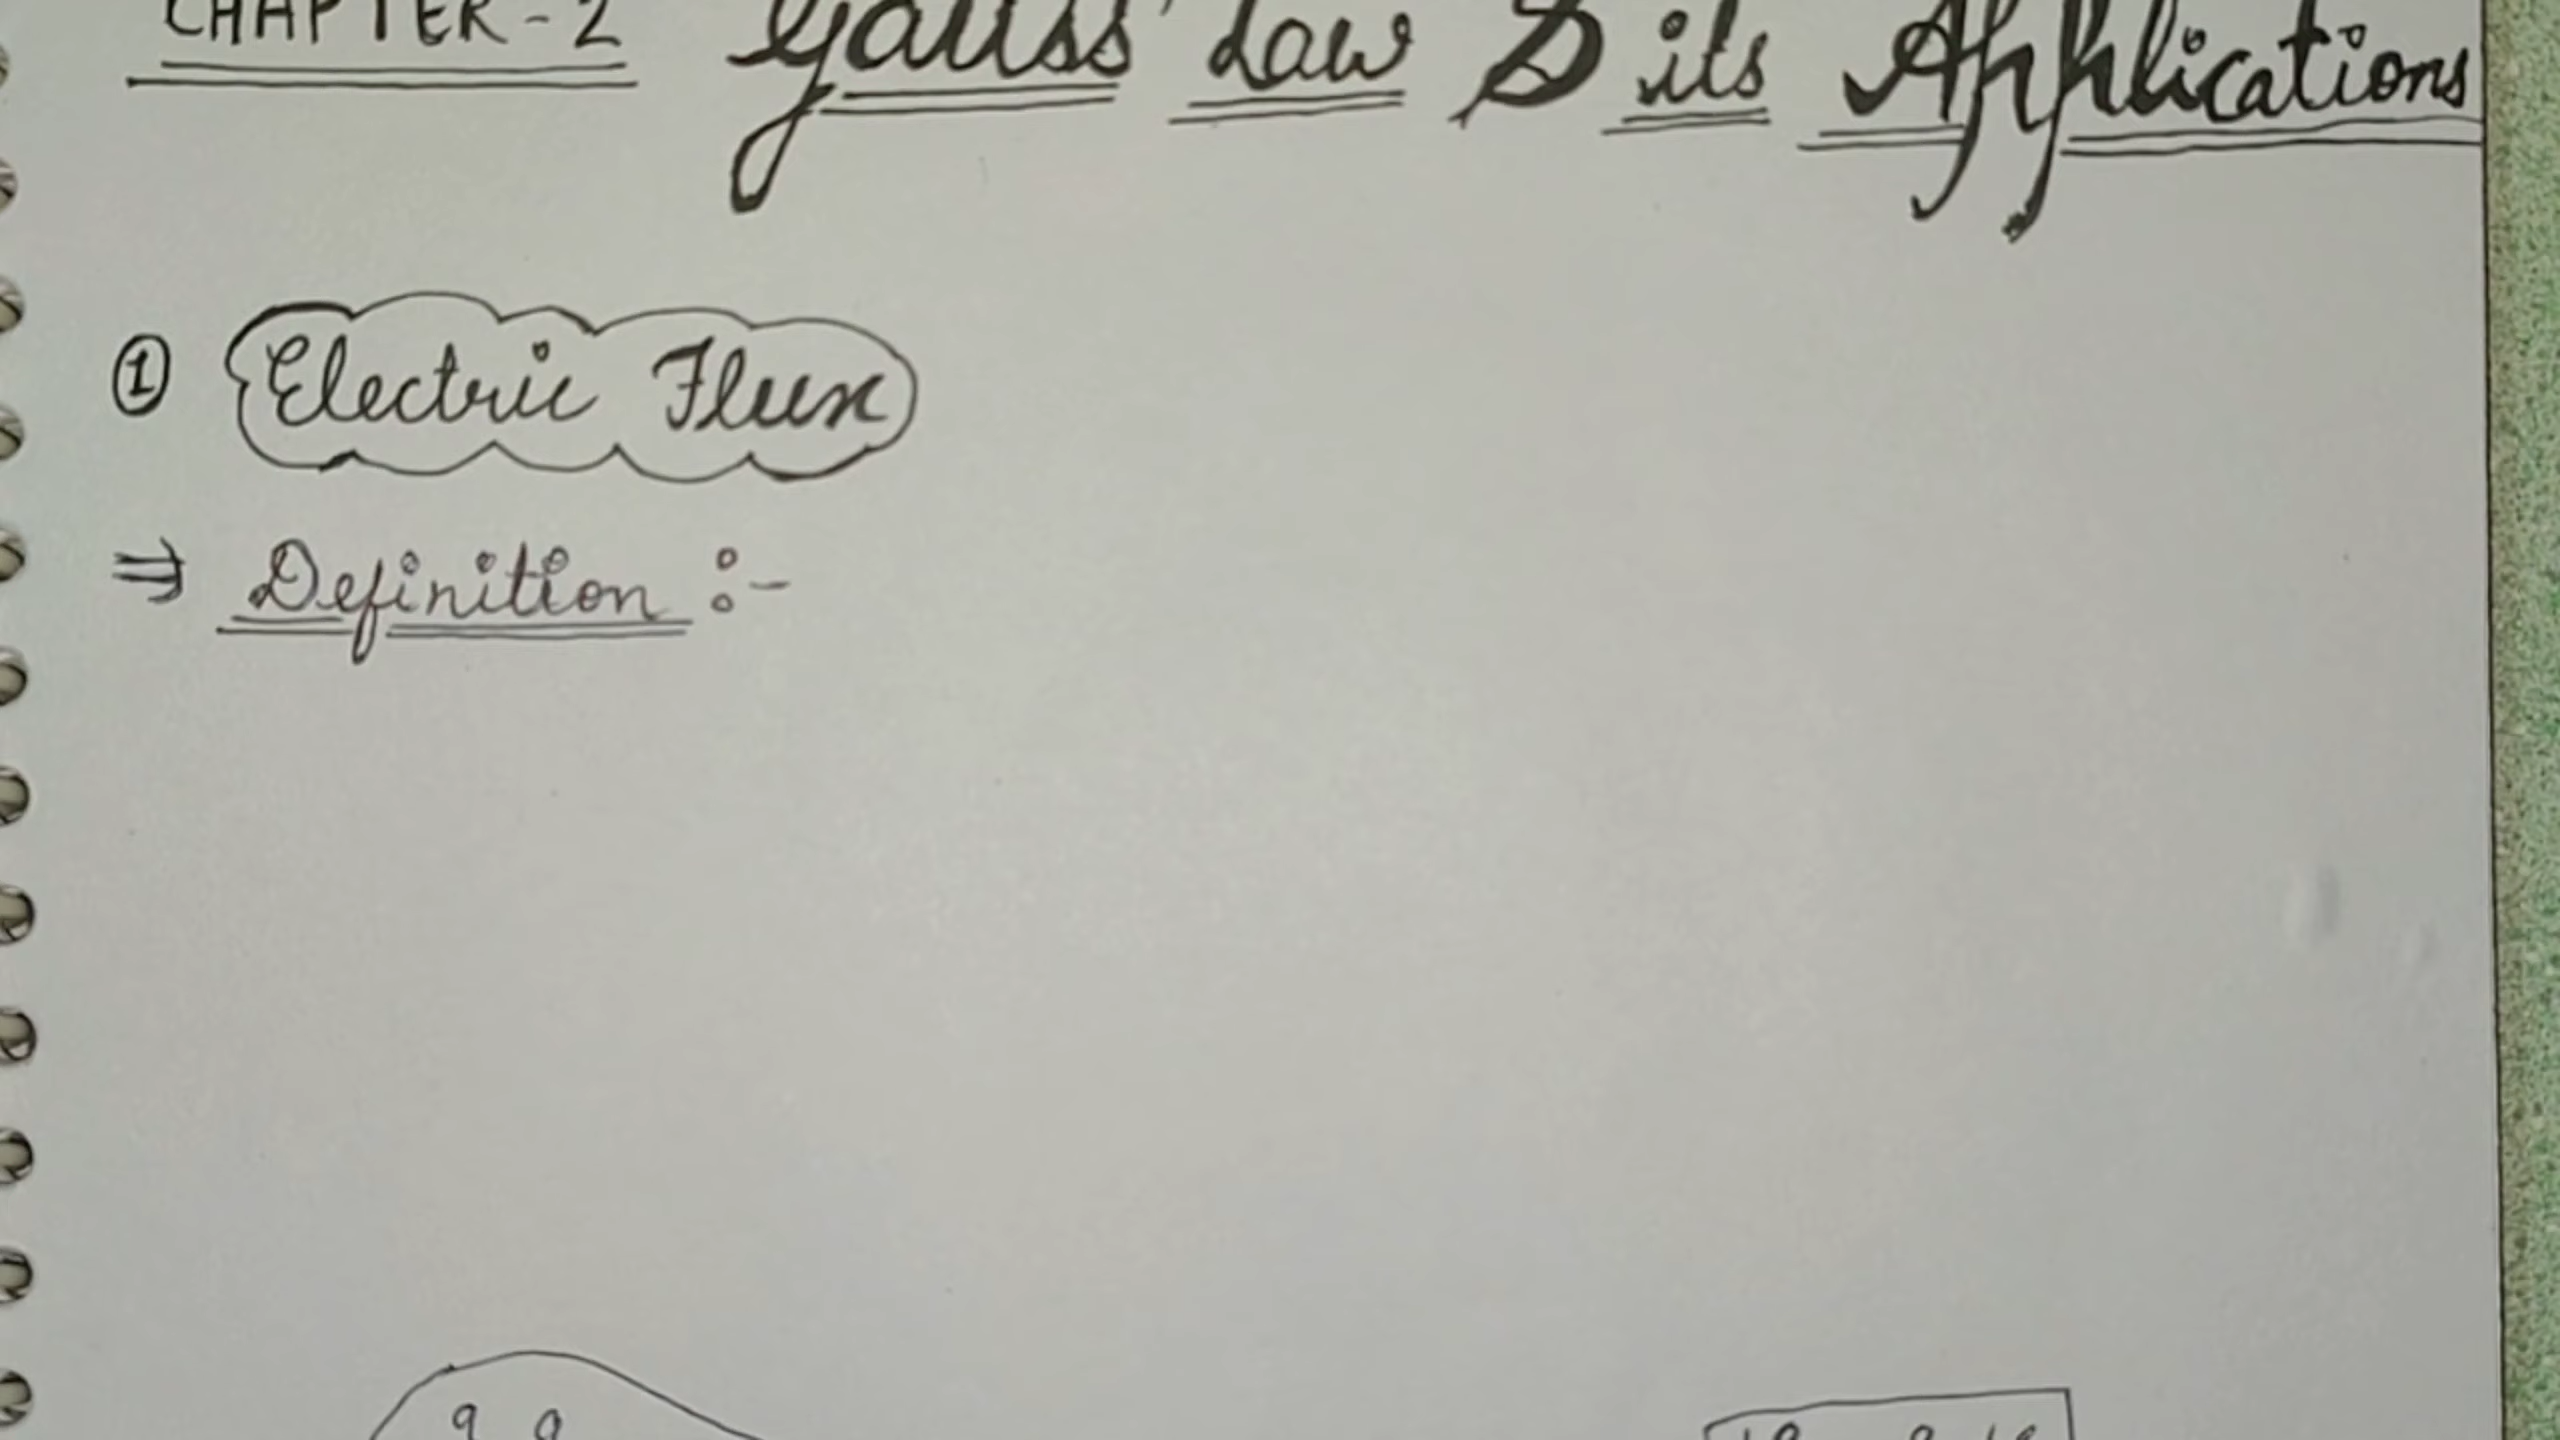 CHAPTER-2 Gauss' Law & its Applications
① Electric Flux
⇒ Definition :-
q q